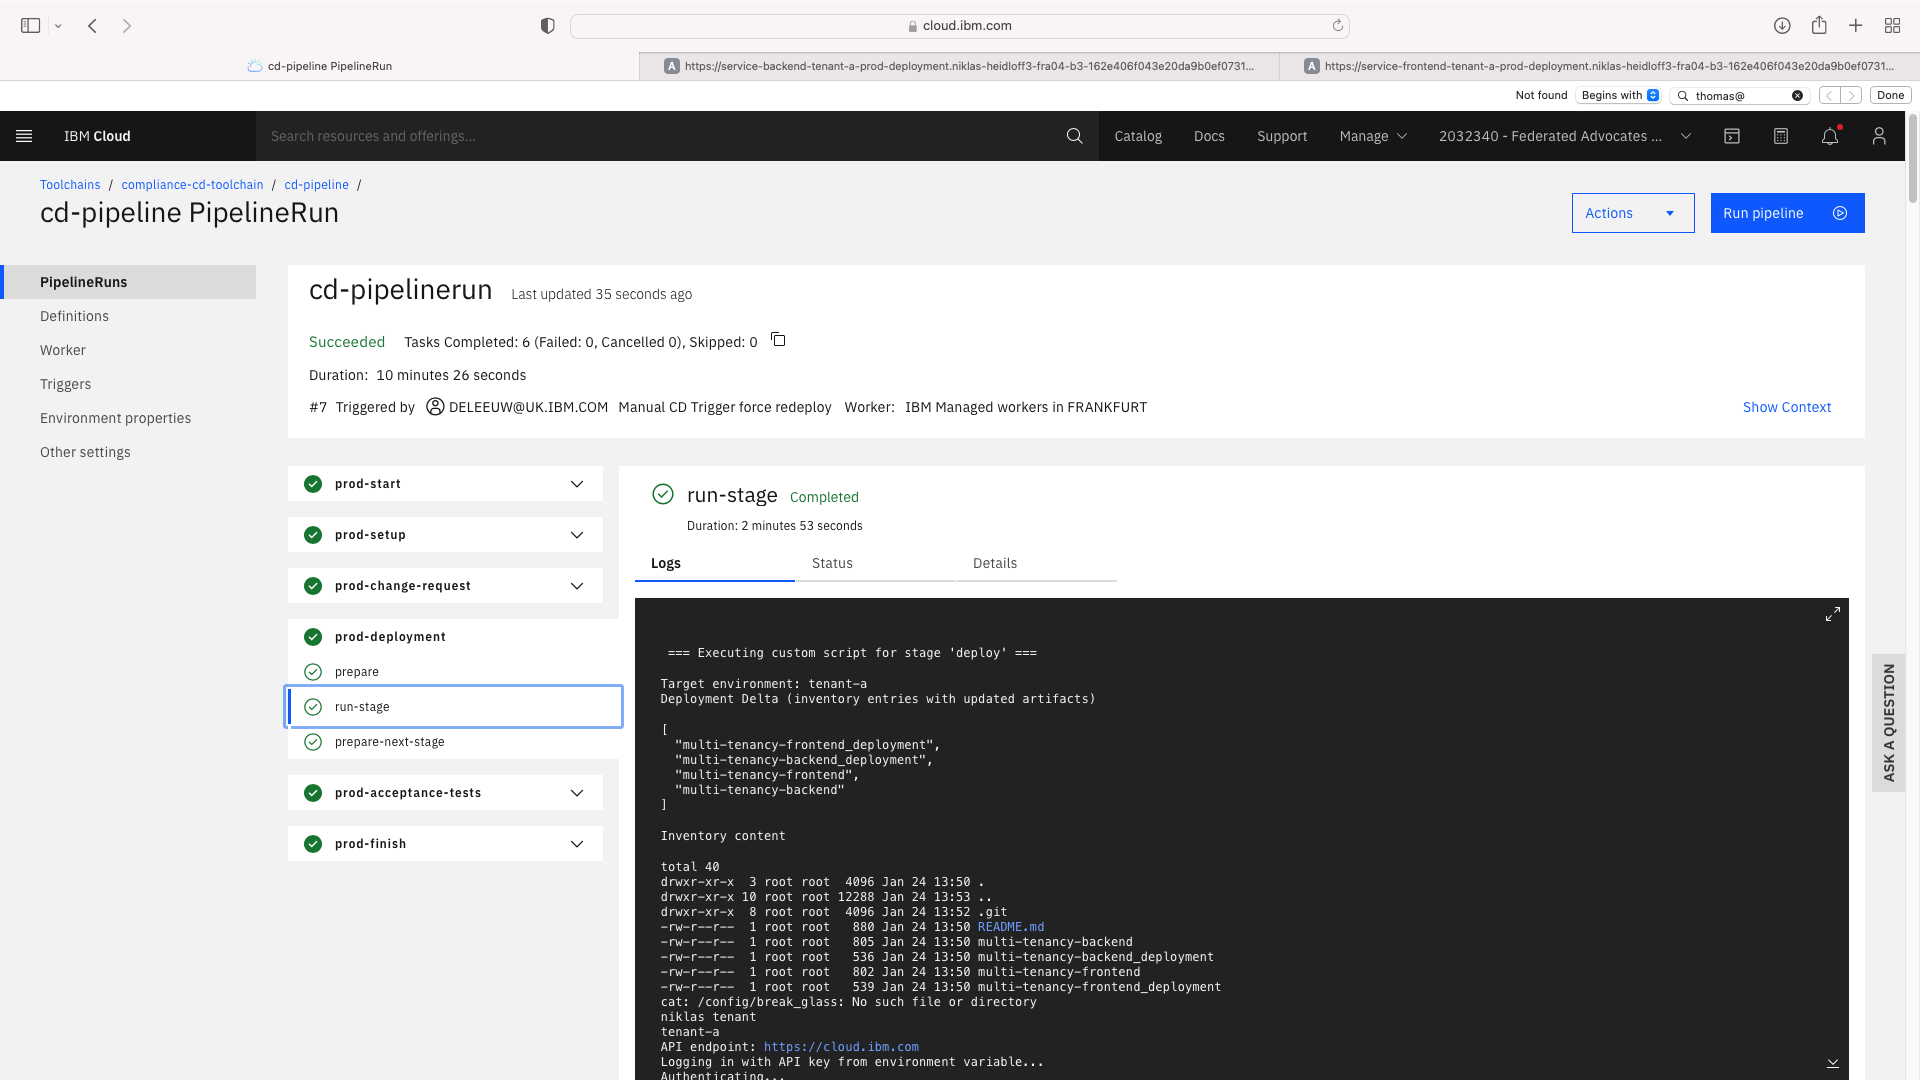 cloud.ibm.com
cd-pipeline PipelineRun
A https://service-backend-tenant-a-prod-deployment.niklas-heidloff3-fra04-b3-162e406f043e20da9b0ef0731...
A https://service-frontend-tenant-a-prod-deployment.niklas-heidloff3-fra04-b3-162e406f043e20da9b0ef0731...
Not found Begins with thomas@ Done
IBM Cloud Search resources and offerings... Catalog Docs Support Manage 2032340 - Federated Advocates ...
Toolchains / compliance-cd-toolchain / cd-pipeline /
cd-pipeline PipelineRun
Actions Run pipeline
PipelineRuns
Definitions
Worker
Triggers
Environment properties
Other settings
cd-pipelinerun Last updated 35 seconds ago
Succeeded Tasks Completed: 6 (Failed: 0, Cancelled 0), Skipped: 0
Duration: 10 minutes 26 seconds
#7 Triggered by DELEEUW@UK.IBM.COM Manual CD Trigger force redeploy Worker: IBM Managed workers in FRANKFURT Show Context
prod-start
prod-setup
prod-change-request
prod-deployment
prepare
run-stage
prepare-next-stage
prod-acceptance-tests
prod-finish
run-stage Completed
Duration: 2 minutes 53 seconds
Logs Status Details
=== Executing custom script for stage 'deploy' ===
Target environment: tenant-a
Deployment Delta (inventory entries with updated artifacts)
[
"multi-tenancy-frontend_deployment",
"multi-tenancy-backend_deployment",
"multi-tenancy-frontend",
"multi-tenancy-backend"
]
Inventory content
total 40
drwxr-xr-x 3 root root 4096 Jan 24 13:50 .
drwxr-xr-x 10 root root 12288 Jan 24 13:53 ..
drwxr-xr-x 8 root root 4096 Jan 24 13:52 .git
-rw-r--r-- 1 root root 880 Jan 24 13:50 README.md
-rw-r--r-- 1 root root 805 Jan 24 13:50 multi-tenancy-backend
-rw-r--r-- 1 root root 536 Jan 24 13:50 multi-tenancy-backend_deployment
-rw-r--r-- 1 root root 802 Jan 24 13:50 multi-tenancy-frontend
-rw-r--r-- 1 root root 539 Jan 24 13:50 multi-tenancy-frontend_deployment
cat: /config/break_glass: No such file or directory
niklas tenant
tenant-a
API endpoint: https://cloud.ibm.com
Logging in with API key from environment variable...
Authenticating...
ASK A QUESTION